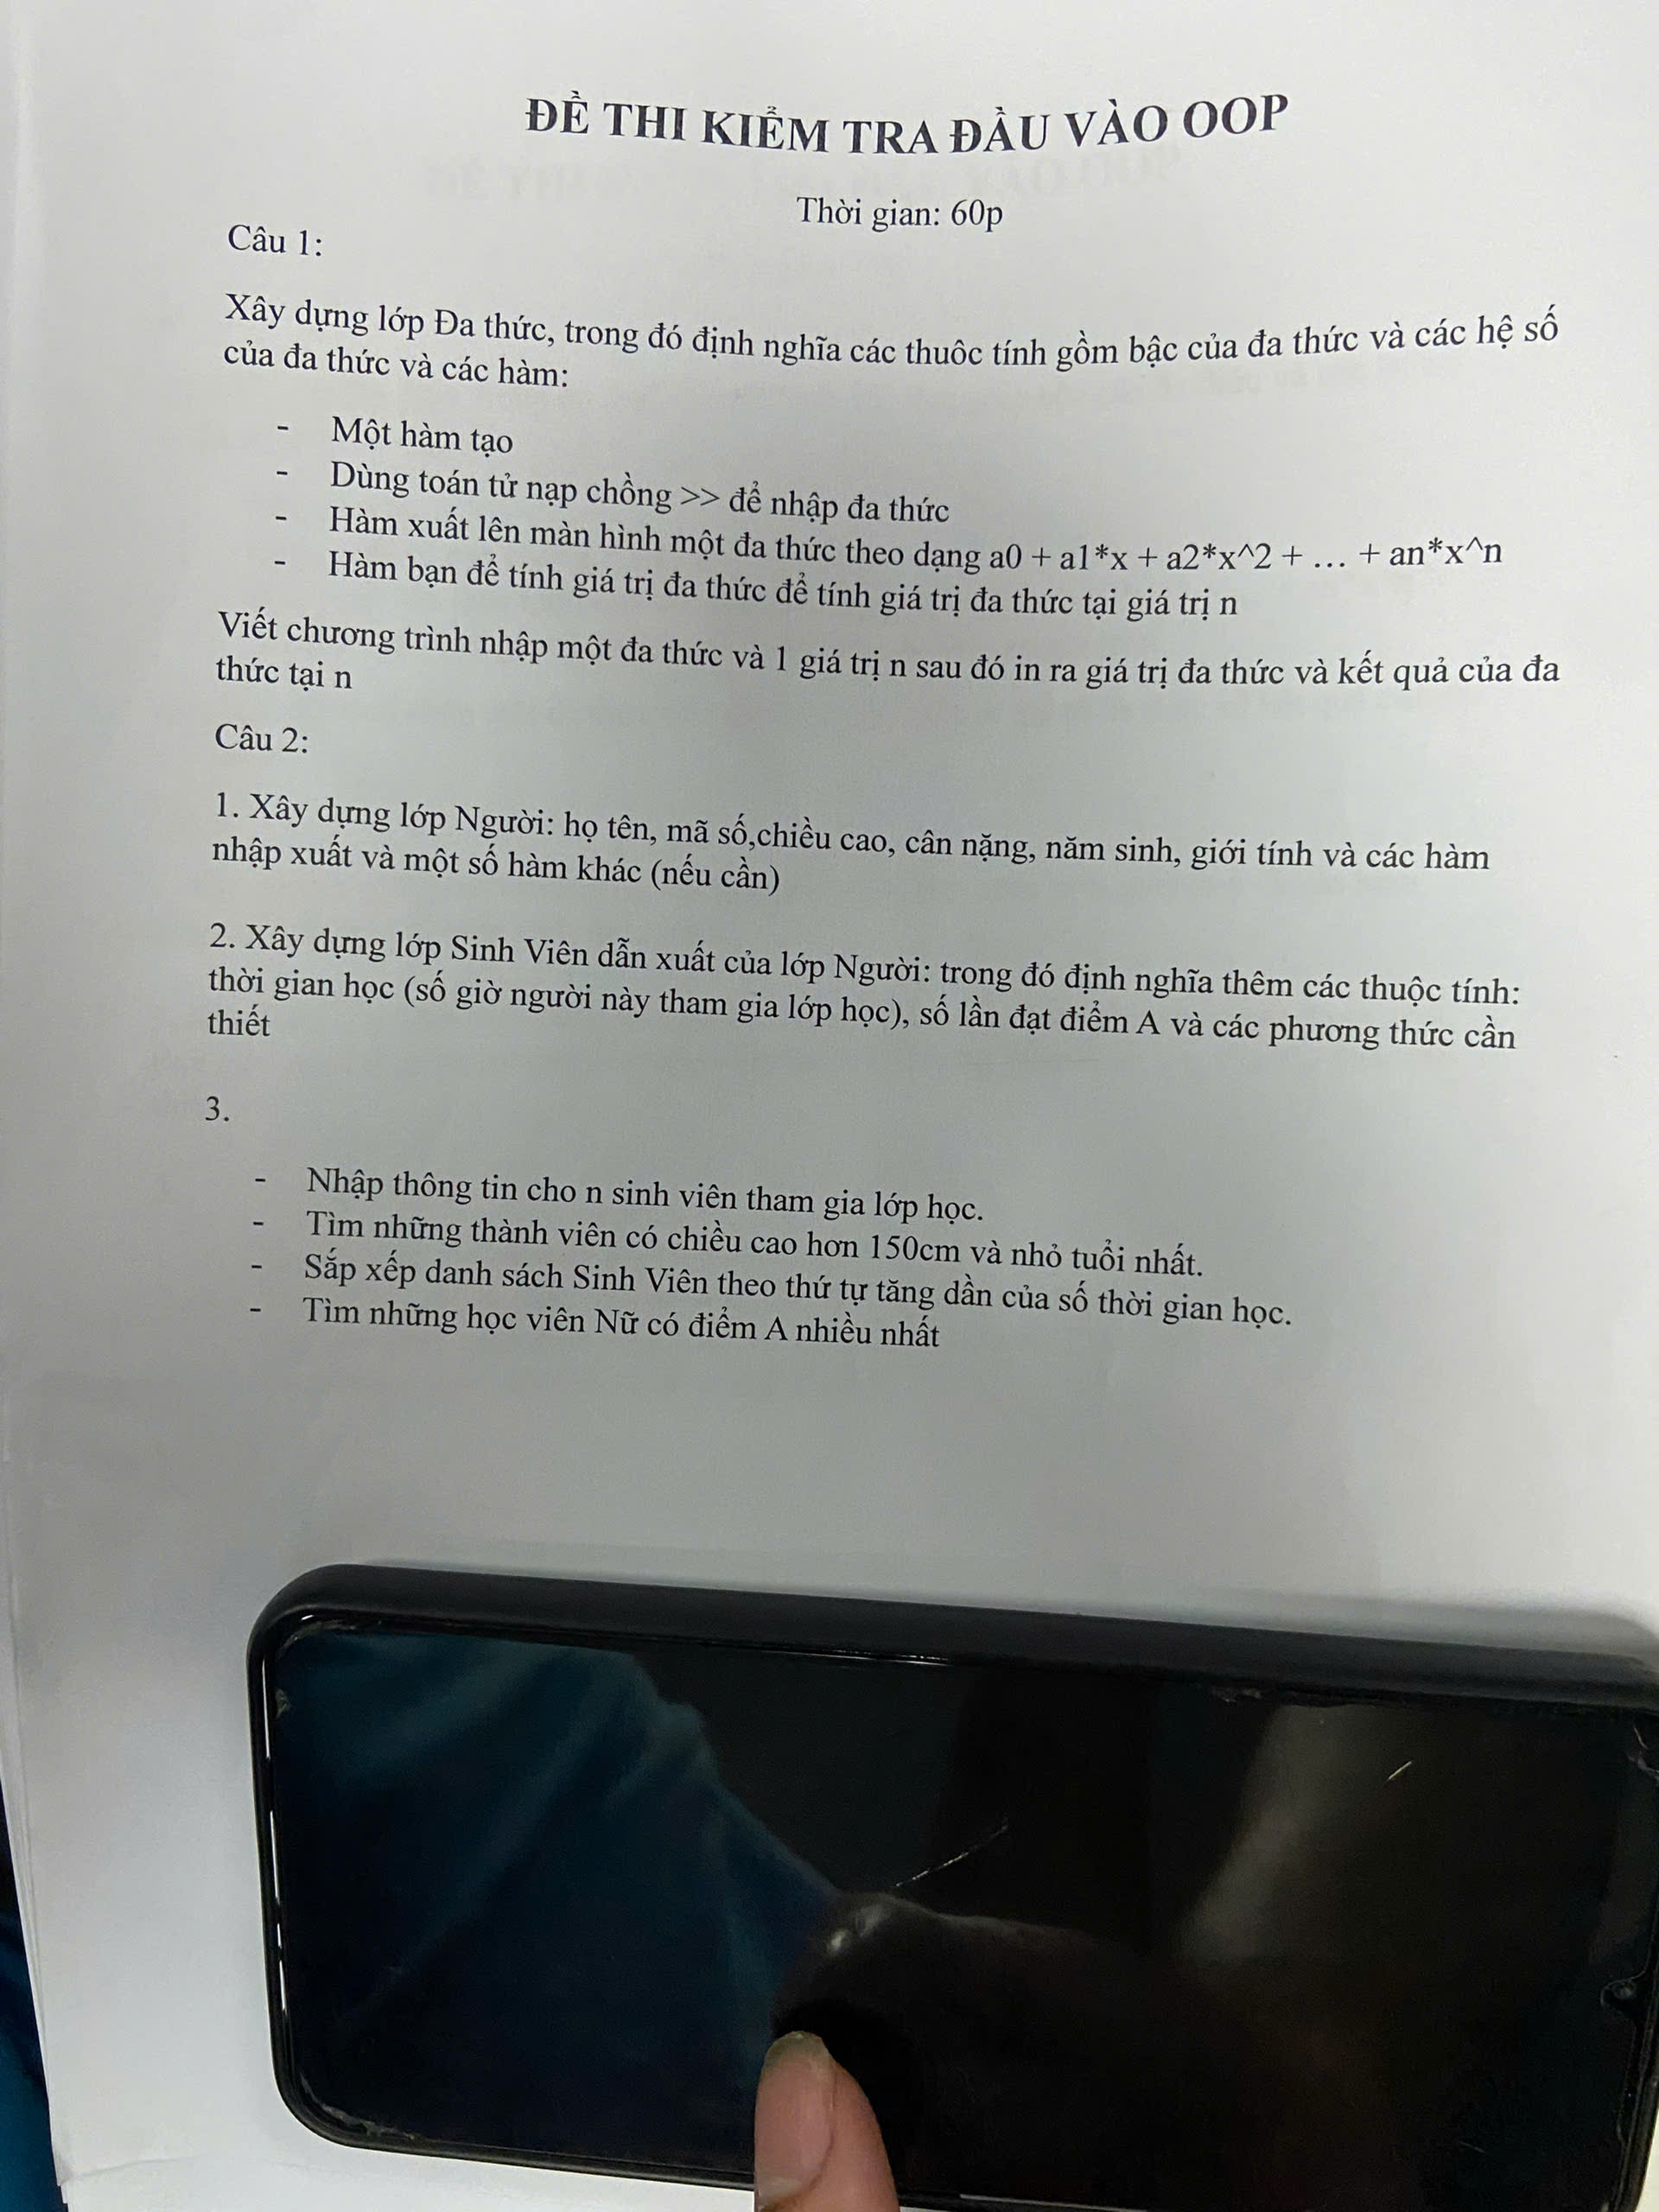 ĐỀ THI KIỂM TRA ĐẦU VÀO OOP
Thời gian: 60p
Câu 1:
Xây dựng lớp Đa thức, trong đó định nghĩa các thuôc tính gồm bậc của đa thức và các hệ số
của đa thức và các hàm:
- Một hàm tạo
- Dùng toán tử nạp chồng >> để nhập đa thức
- Hàm xuất lên màn hình một đa thức theo dạng a0 + a1*x + a2*x^2 + … + an*x^n
- Hàm bạn để tính giá trị đa thức để tính giá trị đa thức tại giá trị n
Viết chương trình nhập một đa thức và 1 giá trị n sau đó in ra giá trị đa thức và kết quả của đa
thức tại n
Câu 2:
1. Xây dựng lớp Người: họ tên, mã số,chiều cao, cân nặng, năm sinh, giới tính và các hàm
nhập xuất và một số hàm khác (nếu cần)
2. Xây dựng lớp Sinh Viên dẫn xuất của lớp Người: trong đó định nghĩa thêm các thuộc tính:
thời gian học (số giờ người này tham gia lớp học), số lần đạt điểm A và các phương thức cần
thiết
3.
- Nhập thông tin cho n sinh viên tham gia lớp học.
- Tìm những thành viên có chiều cao hơn 150cm và nhỏ tuổi nhất.
- Sắp xếp danh sách Sinh Viên theo thứ tự tăng dần của số thời gian học.
- Tìm những học viên Nữ có điểm A nhiều nhất